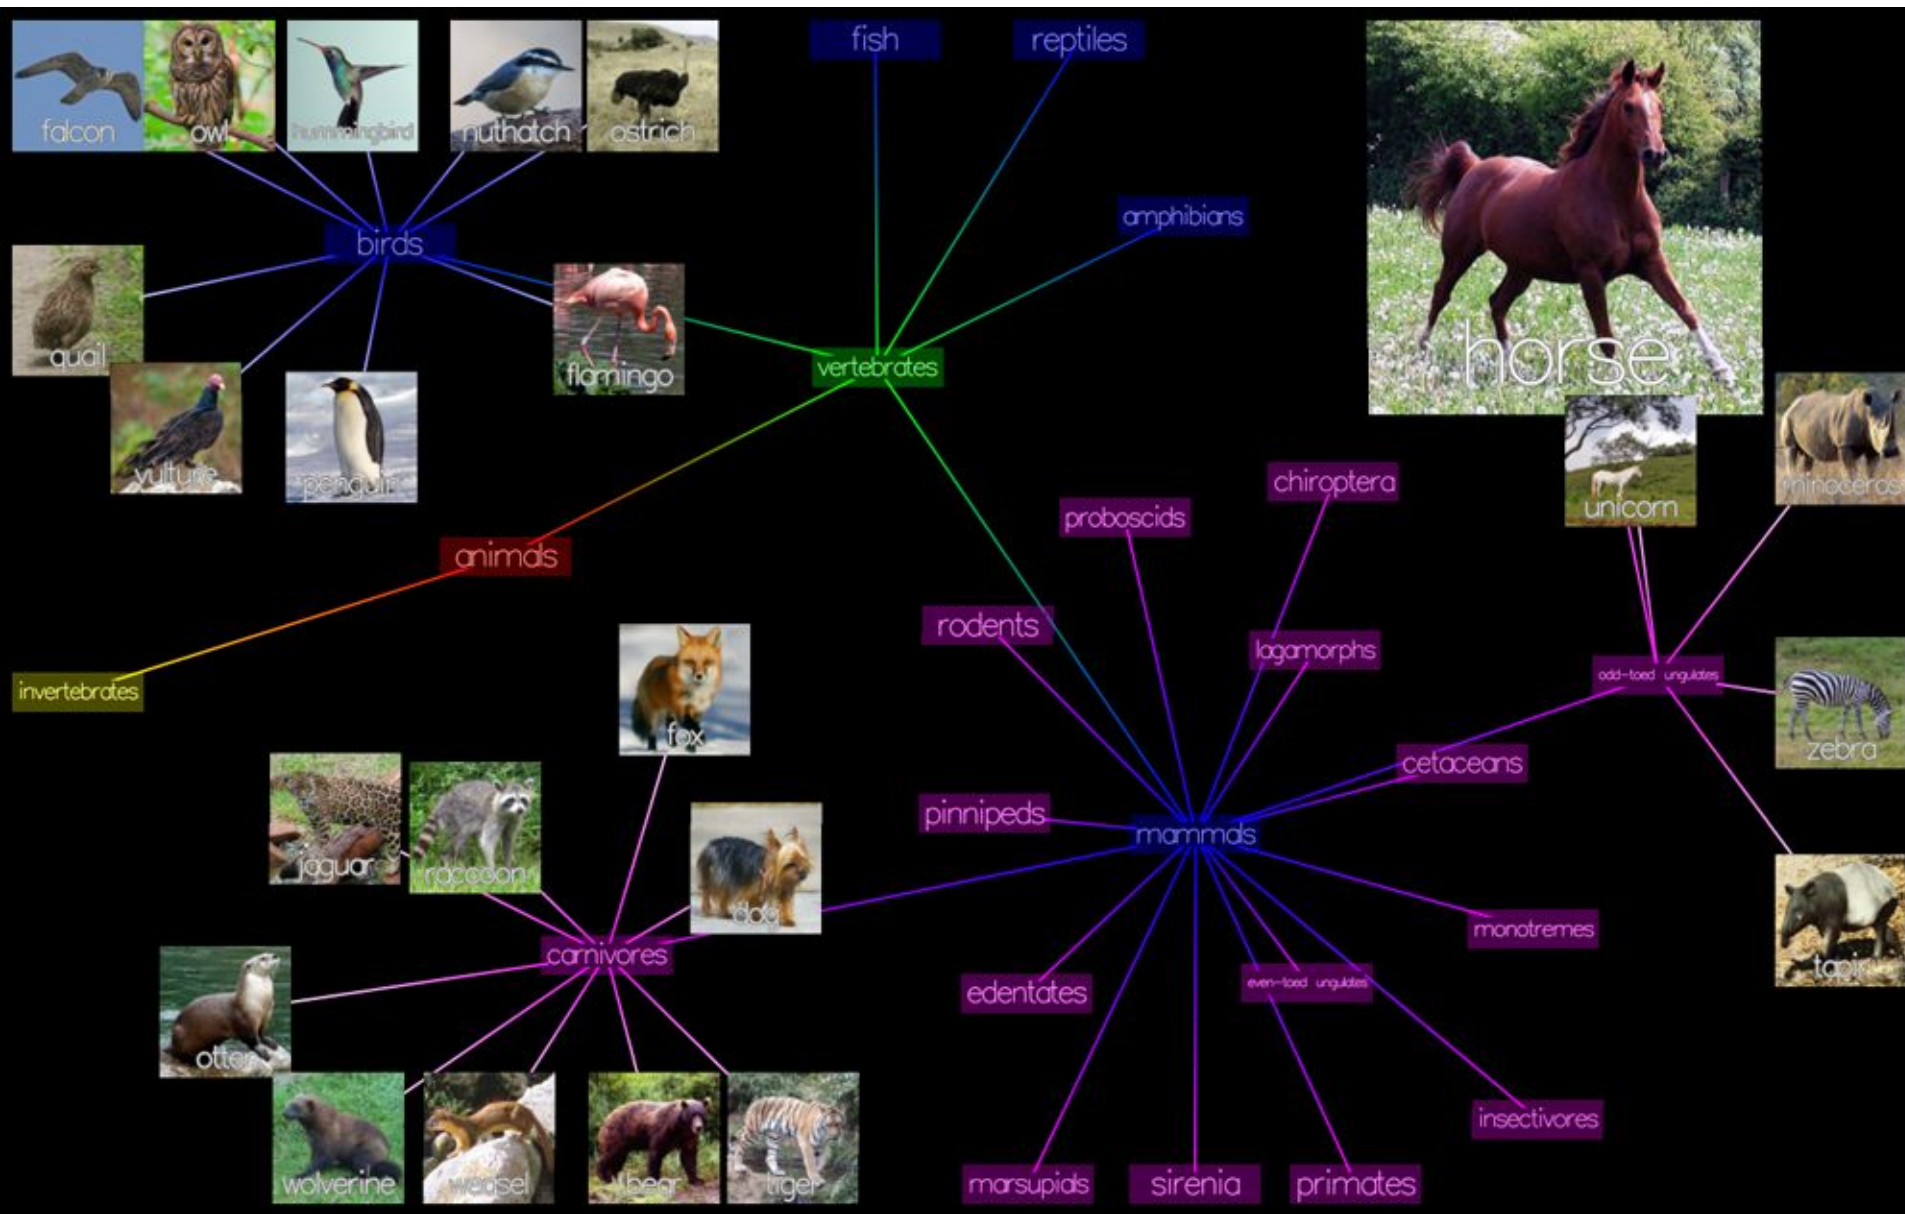 fish
reptiles
falcon
owl
hummingbird
nuthatch
ostrich
amphibians
birds
quail
flamingo
vertebrates
horse
vulture
penguin
chiroptera
rhinoceros
unicorn
proboscids
animals
rodents
lagamorphs
odd-toed ungulates
invertebrates
fox
zebra
cetaceans
pinnipeds
mammals
jaguar
raccoon
dog
monotremes
carnivores
tapir
edentates
even-toed ungulates
otter
insectivores
wolverine
weasel
bear
tiger
marsupials
sirenia
primates